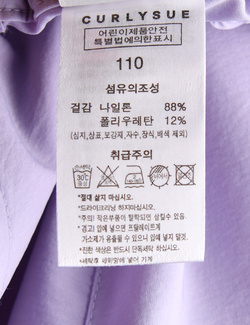 CURLYSUE
어린이제품안전
특별법에의한표시
110
섬유의조성
겉감 나일론 88%
폴리우레탄 12%
(심지,상표,보강재,자수,장식,배색 제외)
취급주의
*절대 삶지 마십시오.
*드라이크리닝 하지마십시오.
*주의! 작은부품이 탈락되면 삼킬수 있음.
*경고! 입에 넣으면 프탈레이트계
가소제가 용출될 수 있으니 입에 넣지 말것.
*진한 색상은 반드시 단독세탁 하십시오.